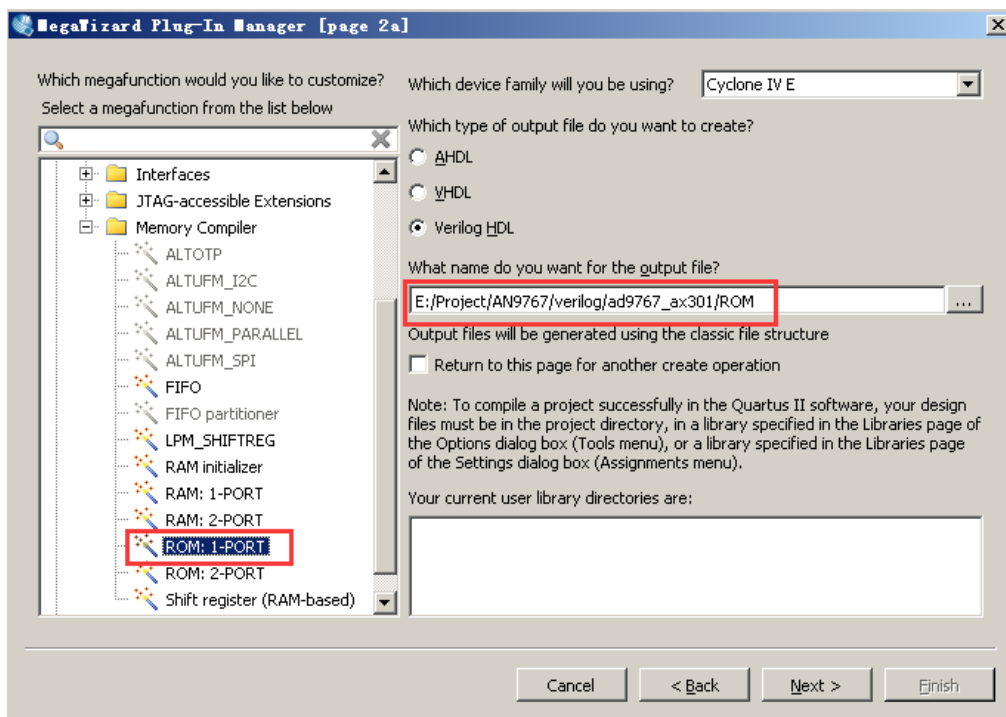 MegaWizard Plug-In Manager [page 2a]
Which megafunction would you like to customize?
Select a megafunction from the list below
Interfaces
JTAG-accessible Extensions
Memory Compiler
ALTOTP
ALTUFM_I2C
ALTUFM_NONE
ALTUFM_PARALLEL
ALTUFM_SPI
FIFO
FIFO partitioner
LPM_SHIFTREG
RAM initializer
RAM: 1-PORT
RAM: 2-PORT
ROM: 1-PORT
ROM: 2-PORT
Shift register (RAM-based)
Which device family will you be using?
Cyclone IV E
Which type of output file do you want to create?
AHDL
VHDL
Verilog HDL
What name do you want for the output file?
E:/Project/AN9767/verilog/ad9767_ax301/ROM
...
Output files will be generated using the classic file structure
Return to this page for another create operation
Note: To compile a project successfully in the Quartus II software, your design
files must be in the project directory, in a library specified in the Libraries page of
the Options dialog box (Tools menu), or a library specified in the Libraries page
of the Settings dialog box (Assignments menu).
Your current user library directories are:
Cancel
< Back
Next >
Finish